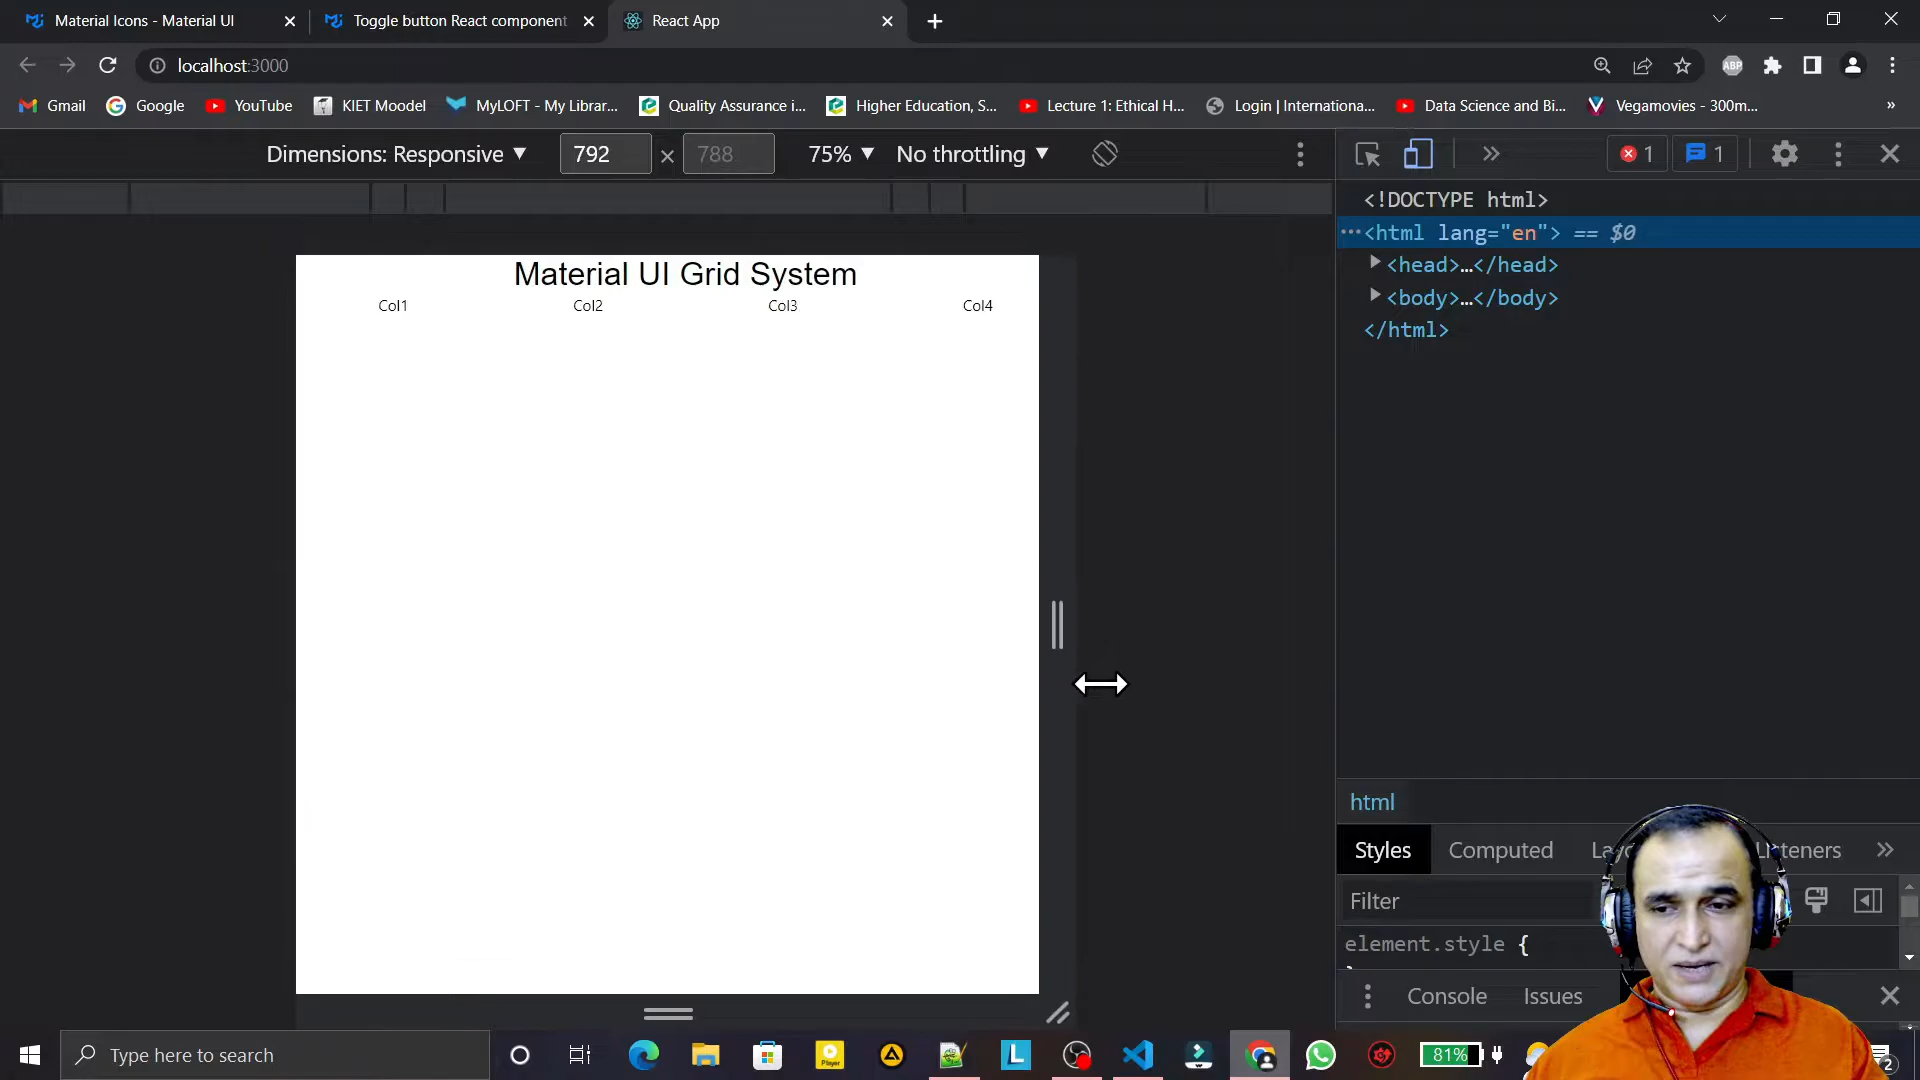 Material Icons - Material UI
Toggle button React component
React App
localhost:3000
Gmail
Google
YouTube
KIET Moodel
MyLOFT - My Librar...
Quality Assurance i...
Higher Education, S...
Lecture 1: Ethical H...
Login | Internationa...
Data Science and Bi...
Vegamovies - 300m...
»
Dimensions: Responsive
792
×
788
75%
No throttling
1
1
<!DOCTYPE html>
···<html lang="en"> == $0
<head>…</head>
<body>…</body>
</html>
Material UI Grid System
Col1 Col2 Col3 Col4
html
Styles
Computed
Listeners
Filter
element.style {
Console
Issues
Type here to search
81%
2